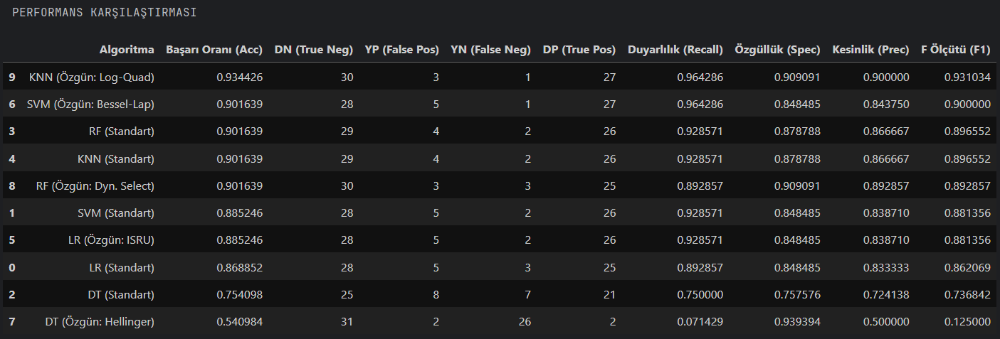 PERFORMANS KARŞILAŞTIRMASI
Algoritma Başarı Oranı (Acc) DN (True Neg) YP (False Pos) YN (False Neg) DP (True Pos) Duyarlılık (Recall) Özgüllük (Spec) Kesinlik (Prec) F Ölçütü (F1)
9 KNN (Özgün: Log-Quad) 0.934426 30 3 1 27 0.964286 0.909091 0.900000 0.931034
6 SVM (Özgün: Bessel-Lap) 0.901639 28 5 1 27 0.964286 0.848485 0.843750 0.900000
3 RF (Standart) 0.901639 29 4 2 26 0.928571 0.878788 0.866667 0.896552
4 KNN (Standart) 0.901639 29 4 2 26 0.928571 0.878788 0.866667 0.896552
8 RF (Özgün: Dyn. Select) 0.901639 30 3 3 25 0.892857 0.909091 0.892857 0.892857
1 SVM (Standart) 0.885246 28 5 2 26 0.928571 0.848485 0.838710 0.881356
5 LR (Özgün: ISRU) 0.885246 28 5 2 26 0.928571 0.848485 0.838710 0.881356
0 LR (Standart) 0.868852 28 5 3 25 0.892857 0.848485 0.833333 0.862069
2 DT (Standart) 0.754098 25 8 7 21 0.750000 0.757576 0.724138 0.736842
7 DT (Özgün: Hellinger) 0.540984 31 2 26 2 0.071429 0.939394 0.500000 0.125000